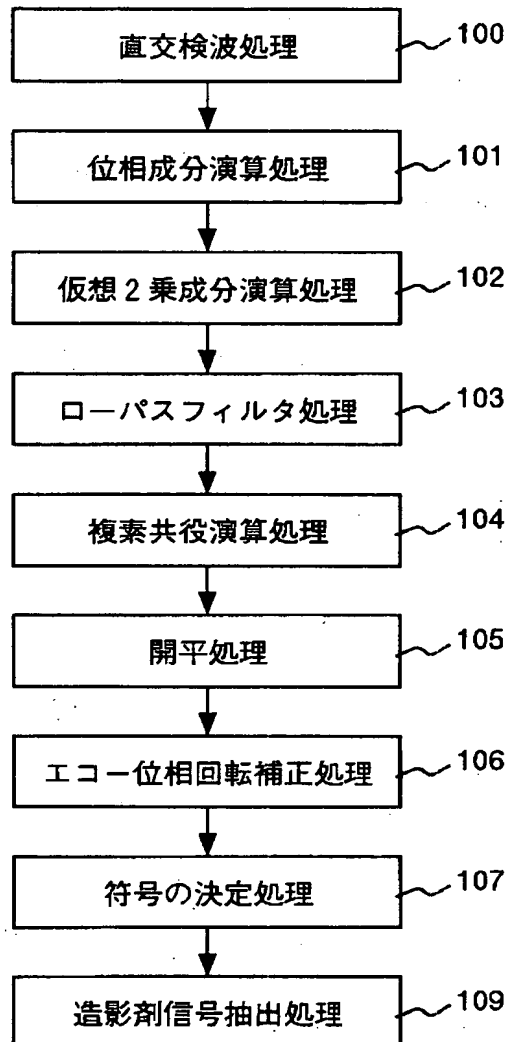 直交検波処理 100
位相成分演算処理 101
仮想2乗成分演算処理 102
ローパスフィルタ処理 103
複素共役演算処理 104
開平処理 105
エコー位相回転補正処理 106
符号の決定処理 107
造影剤信号抽出処理 109